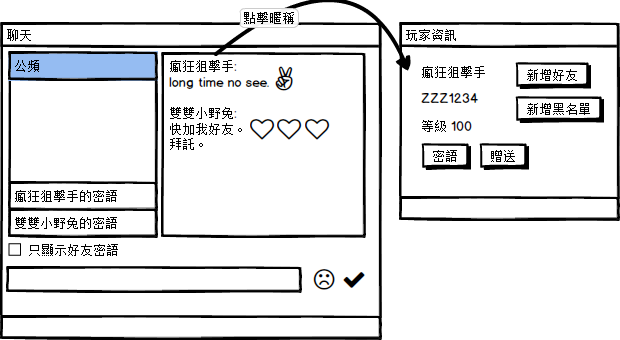 點擊暱稱
聊天
公頻
瘋狂狙擊手的密語
雙雙小野兔的密語
瘋狂狙擊手:
long time no see.
雙雙小野兔:
快加我好友。
拜託。
只顯示好友密語
玩家資訊
瘋狂狙擊手
新增好友
ZZZ1234
新增黑名單
等級 100
密語
贈送